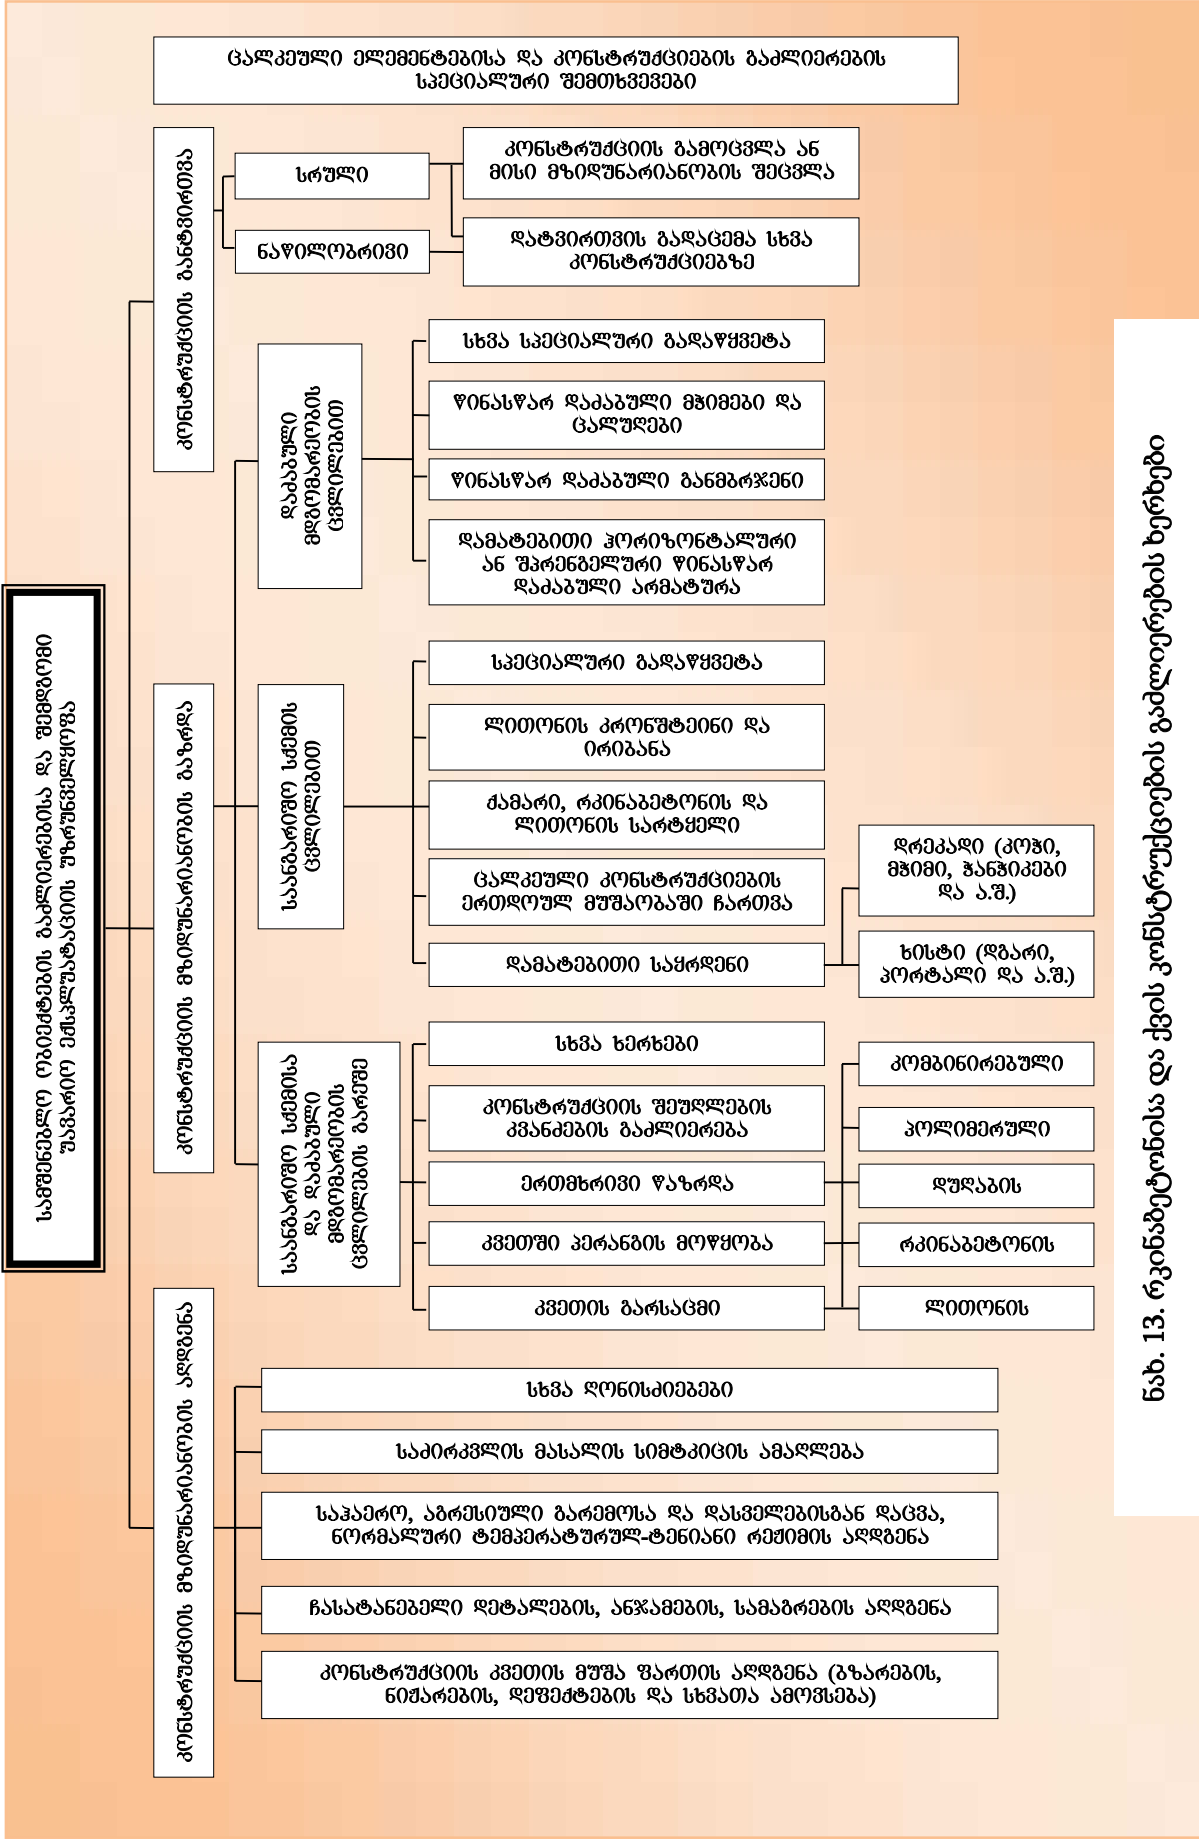 ცალკეული ელემენტებისა და კონსტრუქციების გაძლიერების
სპეციალური შემთხვევები
სამშენებლო ობიექტების გაძლიერებისა და შემდგომი
უავარიო ექსპლუატაციის უზრუნველყოფა
კონსტრუქციის განტვირთვა
სრული
ნაწილობრივი
კონსტრუქციის გამოცვლა ან
მისი მზიდუნარიანობის შეცვლა
დატვირთვის გადაცემა სხვა
კონსტრუქციებზე
კონსტრუქციის მზიდუნარიანობის გაზრდა
დაძაბული
მდგომარეობის
ცვლილებით
სხვა სპეციალური გადაწყვეტა
წინასწარ დაძაბული მჭიმები და
ცალუღები
წინასწარ დაძაბული განმბრჯენი
დამატებითი ჰორიზონტალური
ან შპრენგელური წინასწარ
დაძაბული არმატურა
საანგარიშო სქემის
ცვლილებით
სპეციალური გადაწყვეტა
ლითონის კრონშტეინი და
ირიბანა
ქამარი, რკინაბეტონის და
ლითონის სარტყელი
ცალკეული კონსტრუქციების
ერთდოულ მუშაობაში ჩართვა
დამატებითი საყრდენი
დრეკადი (კოჭი,
მჭიმი, ჭანჭიკები
და ა.შ.)
ხისტი (დგარი,
პორტალი და ა.შ.)
საანგარიშო სქემისა
და დაძაბული
მდგომარეობის
ცვლილების გარეშე
სხვა ხერხები
კონსტრუქციის შეუღლების
კვანძების გაძლიერება
ერთმხრივი წაზრდა
კვეთში პერანგის მოწყობა
კვეთის გარსაცმი
კომბინირებული
პოლიმერული
დუღაბის
რკინაბეტონის
ლითონის
კონსტრუქციის მზიდუნარიანობის აღდგენა
სხვა ღონისძიებები
საძირკვლის მასალის სიმტკიცის ამაღლება
საჰაერო, აგრესიული გარემოსა და დასველებისგან დაცვა,
ნორმალური ტემპერატურულ-ტენიანი რეჟიმის აღდგენა
ჩასატანებელი დეტალების, ანჯამების, სამაგრების აღდგენა
კონსტრუქციის კვეთის მუშა ფართის აღდგენა (ბზარების,
ნიჟარების, დეფექტების და სხვათა ამოვსება)
ნახ. 13. რკინაბეტონისა და ქვის კონსტრუქციების გაძლიერების ხერხები